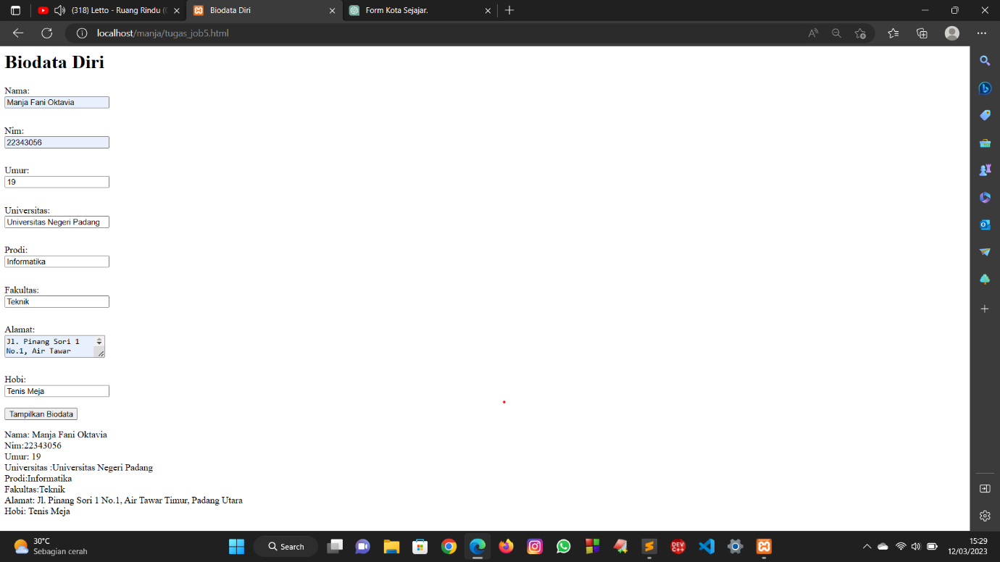 (318) Letto - Ruang Rindu (
Biodata Diri
Form Kota Sejajar.
localhost/manja/tugas_job5.html
Biodata Diri
Nama:
Manja Fani Oktavia
Nim:
22343056
Umur:
19
Universitas:
Universitas Negeri Padang
Prodi:
Informatika
Fakultas:
Teknik
Alamat:
Jl. Pinang Sori 1
No.1, Air Tawar
Hobi:
Tenis Meja
Tampilkan Biodata
Nama: Manja Fani Oktavia
Nim:22343056
Umur: 19
Universitas :Universitas Negeri Padang
Prodi:Informatika
Fakultas:Teknik
Alamat: Jl. Pinang Sori 1 No.1, Air Tawar Timur, Padang Utara
Hobi: Tenis Meja
30°C
Sebagian cerah
Search
DEV
C++
15:29
12/03/2023